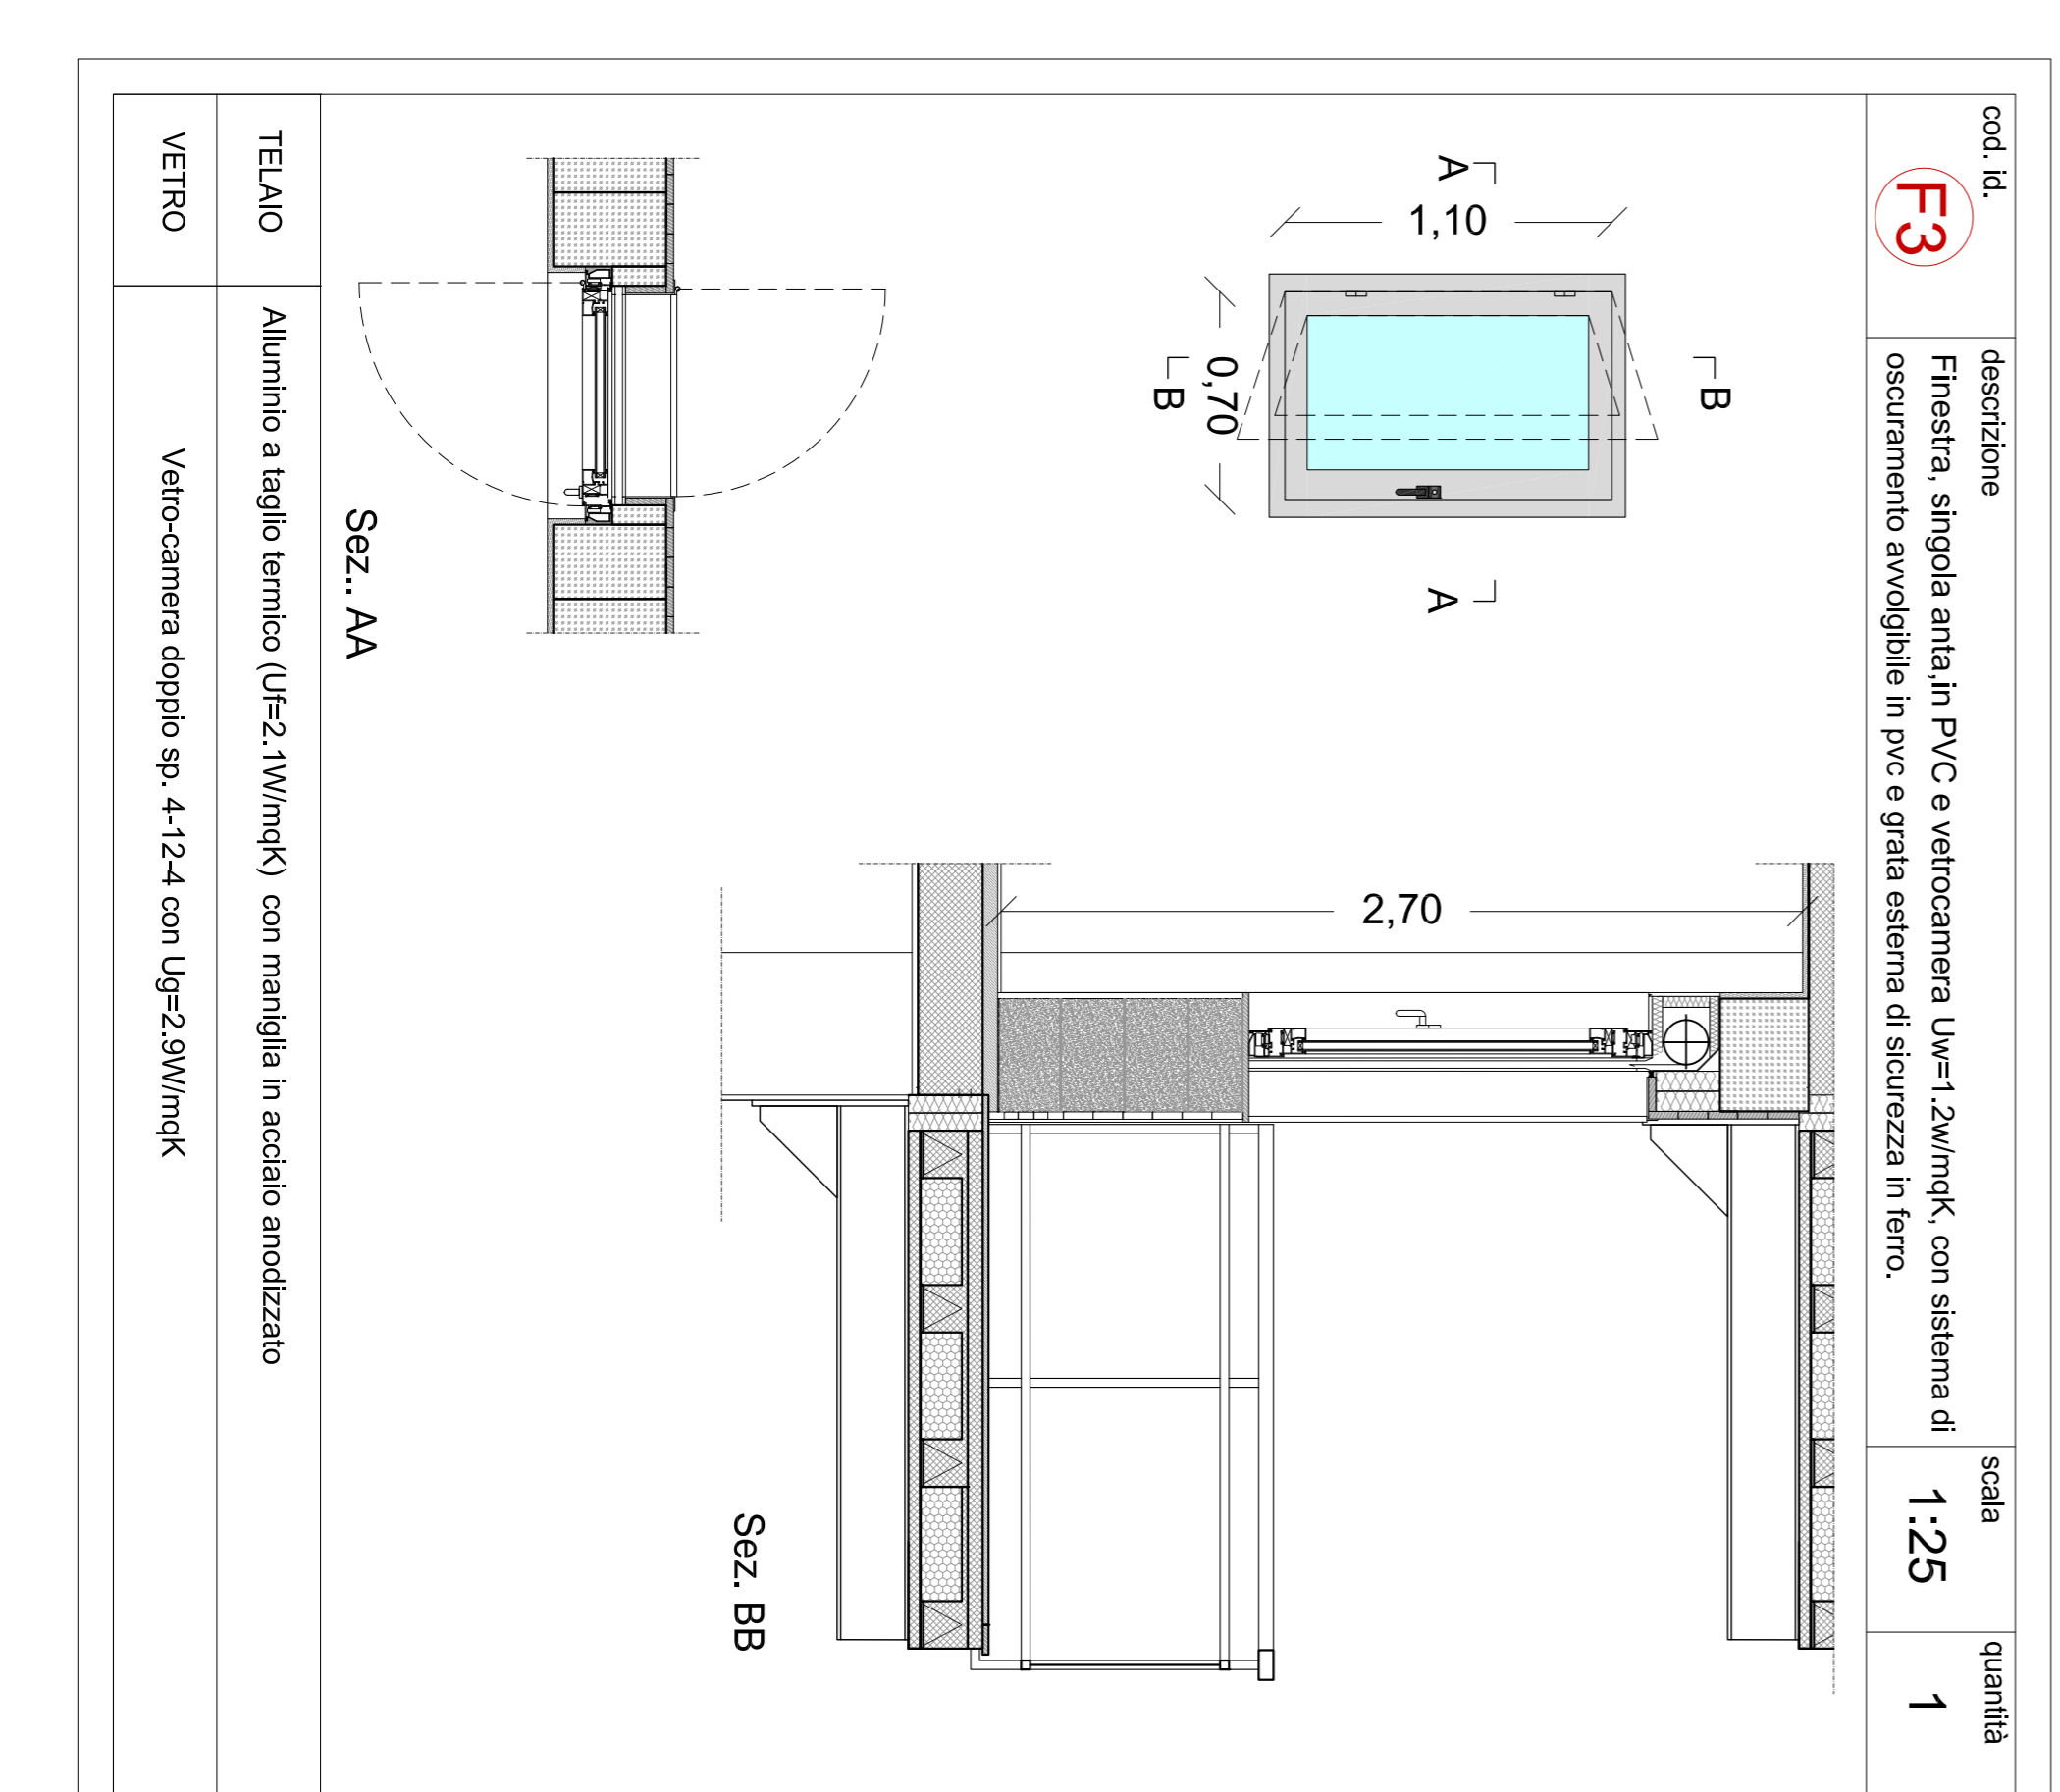 cod. id.
F3
descrizione
Finestra, singola anta,in PVC e vetrocamera Uw=1.2w/mqK, con sistema di
oscuramento avvolgibile in pvc e grata esterna di sicurezza in ferro.
scala
1:25
quantità
1
A
1,10
0,70
B
B
A
2,70
Sez.. AA
Sez. BB
TELAIO
Alluminio a taglio termico (Uf=2.1W/mqK) con maniglia in acciaio anodizzato
VETRO
Vetro-camera doppio sp. 4-12-4 con Ug=2.9W/mqK